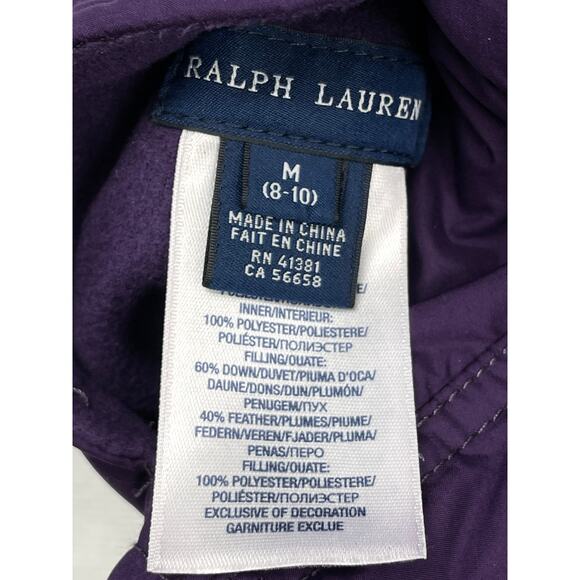 RALPH LAUREN
M
(8-10)
MADE IN CHINA
FAIT EN CHINE
RN 41381
CA 56658
INNER/INTERIEUR:
100% POLYESTER/POLIESTERE/
POLIÉSTER/ПОЛИЭСТЕР
FILLING/OUATE:
60% DOWN/DUVET/PIUMA D'OCA/
DAUNE/DONS/DUN/PLUMÓN/
PENUGEM/ПУХ
40% FEATHER/PLUMES/PIUME/
FEDERN/VEREN/FJADER/PLUMA/
PENAS/ПЕРО
FILLING/OUATE:
100% POLYESTER/POLIESTERE/
POLIÉSTER/ПОЛИЭСТЕР
EXCLUSIVE OF DECORATION
GARNITURE EXCLUE